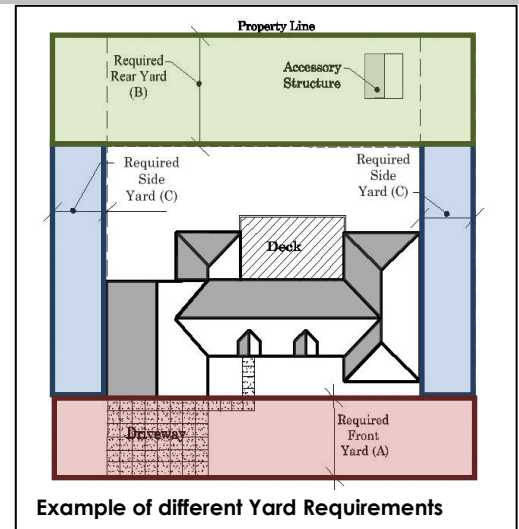 Property Line
Required
Rear Yard
(B)
Accessory
Structure
Required
Side
Yard (C)
Required
Side
Yard (C)
Deck
Required
Front
Yard (A)
Driveway
Example of different Yard Requirements